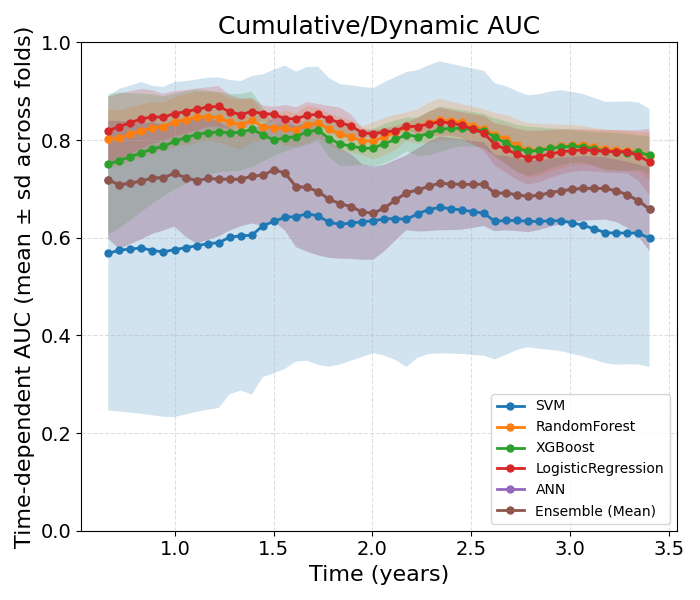 Cumulative/Dynamic AUC
Time-dependent AUC (mean ± sd across folds)
1.0
0.8
0.6
0.4
0.2
0.0
SVM
RandomForest
XGBoost
LogisticRegression
ANN
Ensemble (Mean)
1.0 1.5 2.0 2.5 3.0 3.5
Time (years)